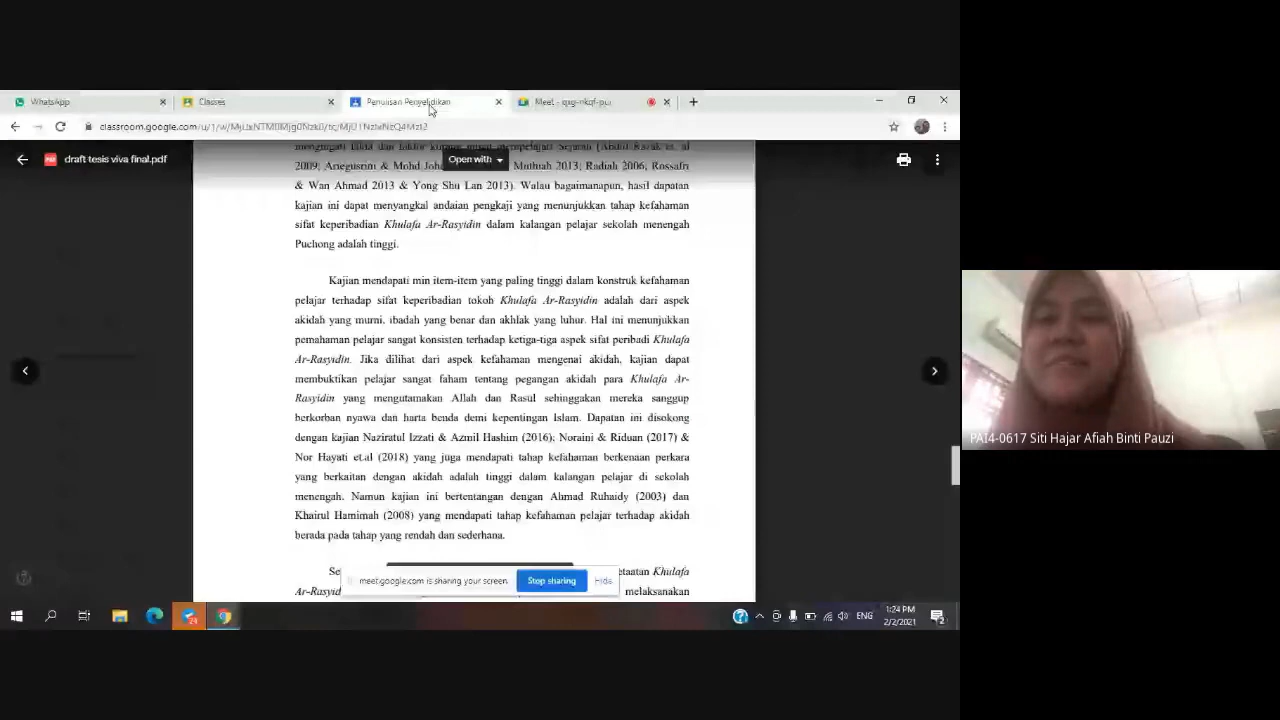 WhatsApp
Classes
Penulisan Penyelidikan
Meet -
classroom.google.com/u/1/w/
draft tesis viva final.pdf
Open with
mengingati fakta dan faktor
2009; Anegusrini & Mohd Muthiah 2013; Radiah 2006; Rossafri
& Wan Ahmad 2013 & Yong Shu Lan 2013). Walau bagaimanapun, hasil dapatan
kajian ini dapat menyangkal andaian pengkaji yang menunjukkan tahap kefahaman
sifat keperibadian Khulafa Ar-Rasyidin dalam kalangan pelajar sekolah menengah
Puchong adalah tinggi.
Kajian mendapati min item-item yang paling tinggi dalam konstruk kefahaman
pelajar terhadap sifat keperibadian tokoh Khulafa Ar-Rasyidin adalah dari aspek
akidah yang murni, ibadah yang benar dan akhlak yang luhur. Hal ini menunjukkan
pemahaman pelajar sangat konsisten terhadap ketiga-tiga aspek sifat peribadi Khulafa
Ar-Rasyidin. Jika dilihat dari aspek kefahaman mengenai akidah, kajian dapat
membuktikan pelajar sangat faham tentang pegangan akidah para Khulafa Ar-
Rasyidin yang mengutamakan Allah dan Rasul sehinggakan mereka sanggup
berkorban nyawa dan harta benda demi kepentingan Islam. Dapatan ini disokong
dengan kajian Naziratul Izzati & Azmil Hashim (2016); Noraini & Riduan (2017) &
Nor Hayati et.al (2018) yang juga mendapati tahap kefahaman berkenaan perkara
yang berkaitan dengan akidah adalah tinggi dalam kalangan pelajar di sekolah
menengah. Namun kajian ini bertentangan dengan Ahmad Ruhaidy (2003) dan
Khairul Hamimah (2008) yang mendapati tahap kefahaman pelajar terhadap akidah
berada pada tahap yang rendah dan sederhana.
Se etaatan Khulafa
Ar-Rasyid melaksanakan
meet.google.com is sharing your screen.
Stop sharing
Hide
PAI4-0617 Siti Hajar Afiah Binti Pauzi
ENG
1:24 PM
2/2/2021